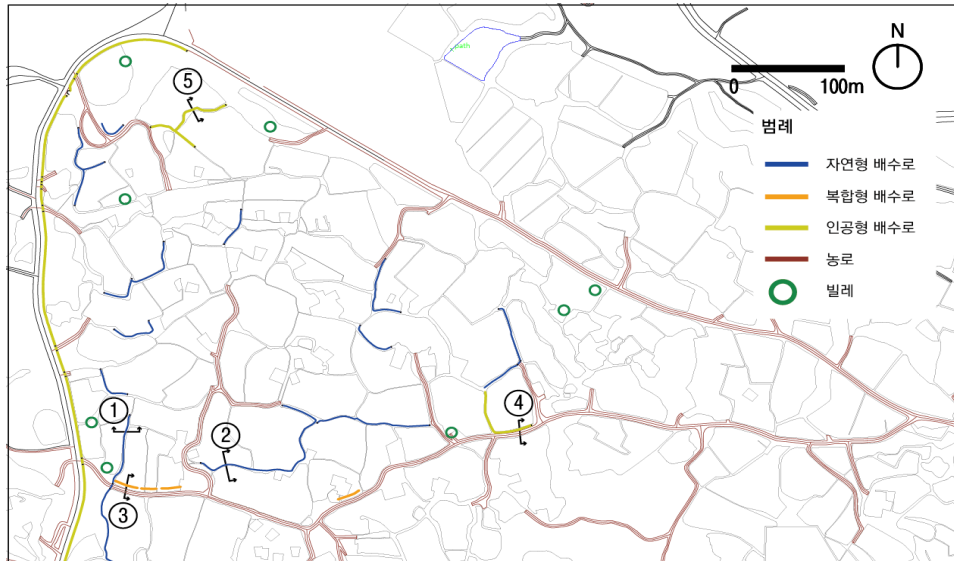 path
N
0 100m
범례
자연형 배수로
복합형 배수로
인공형 배수로
농로
빌레
⑤
①
②
④
③